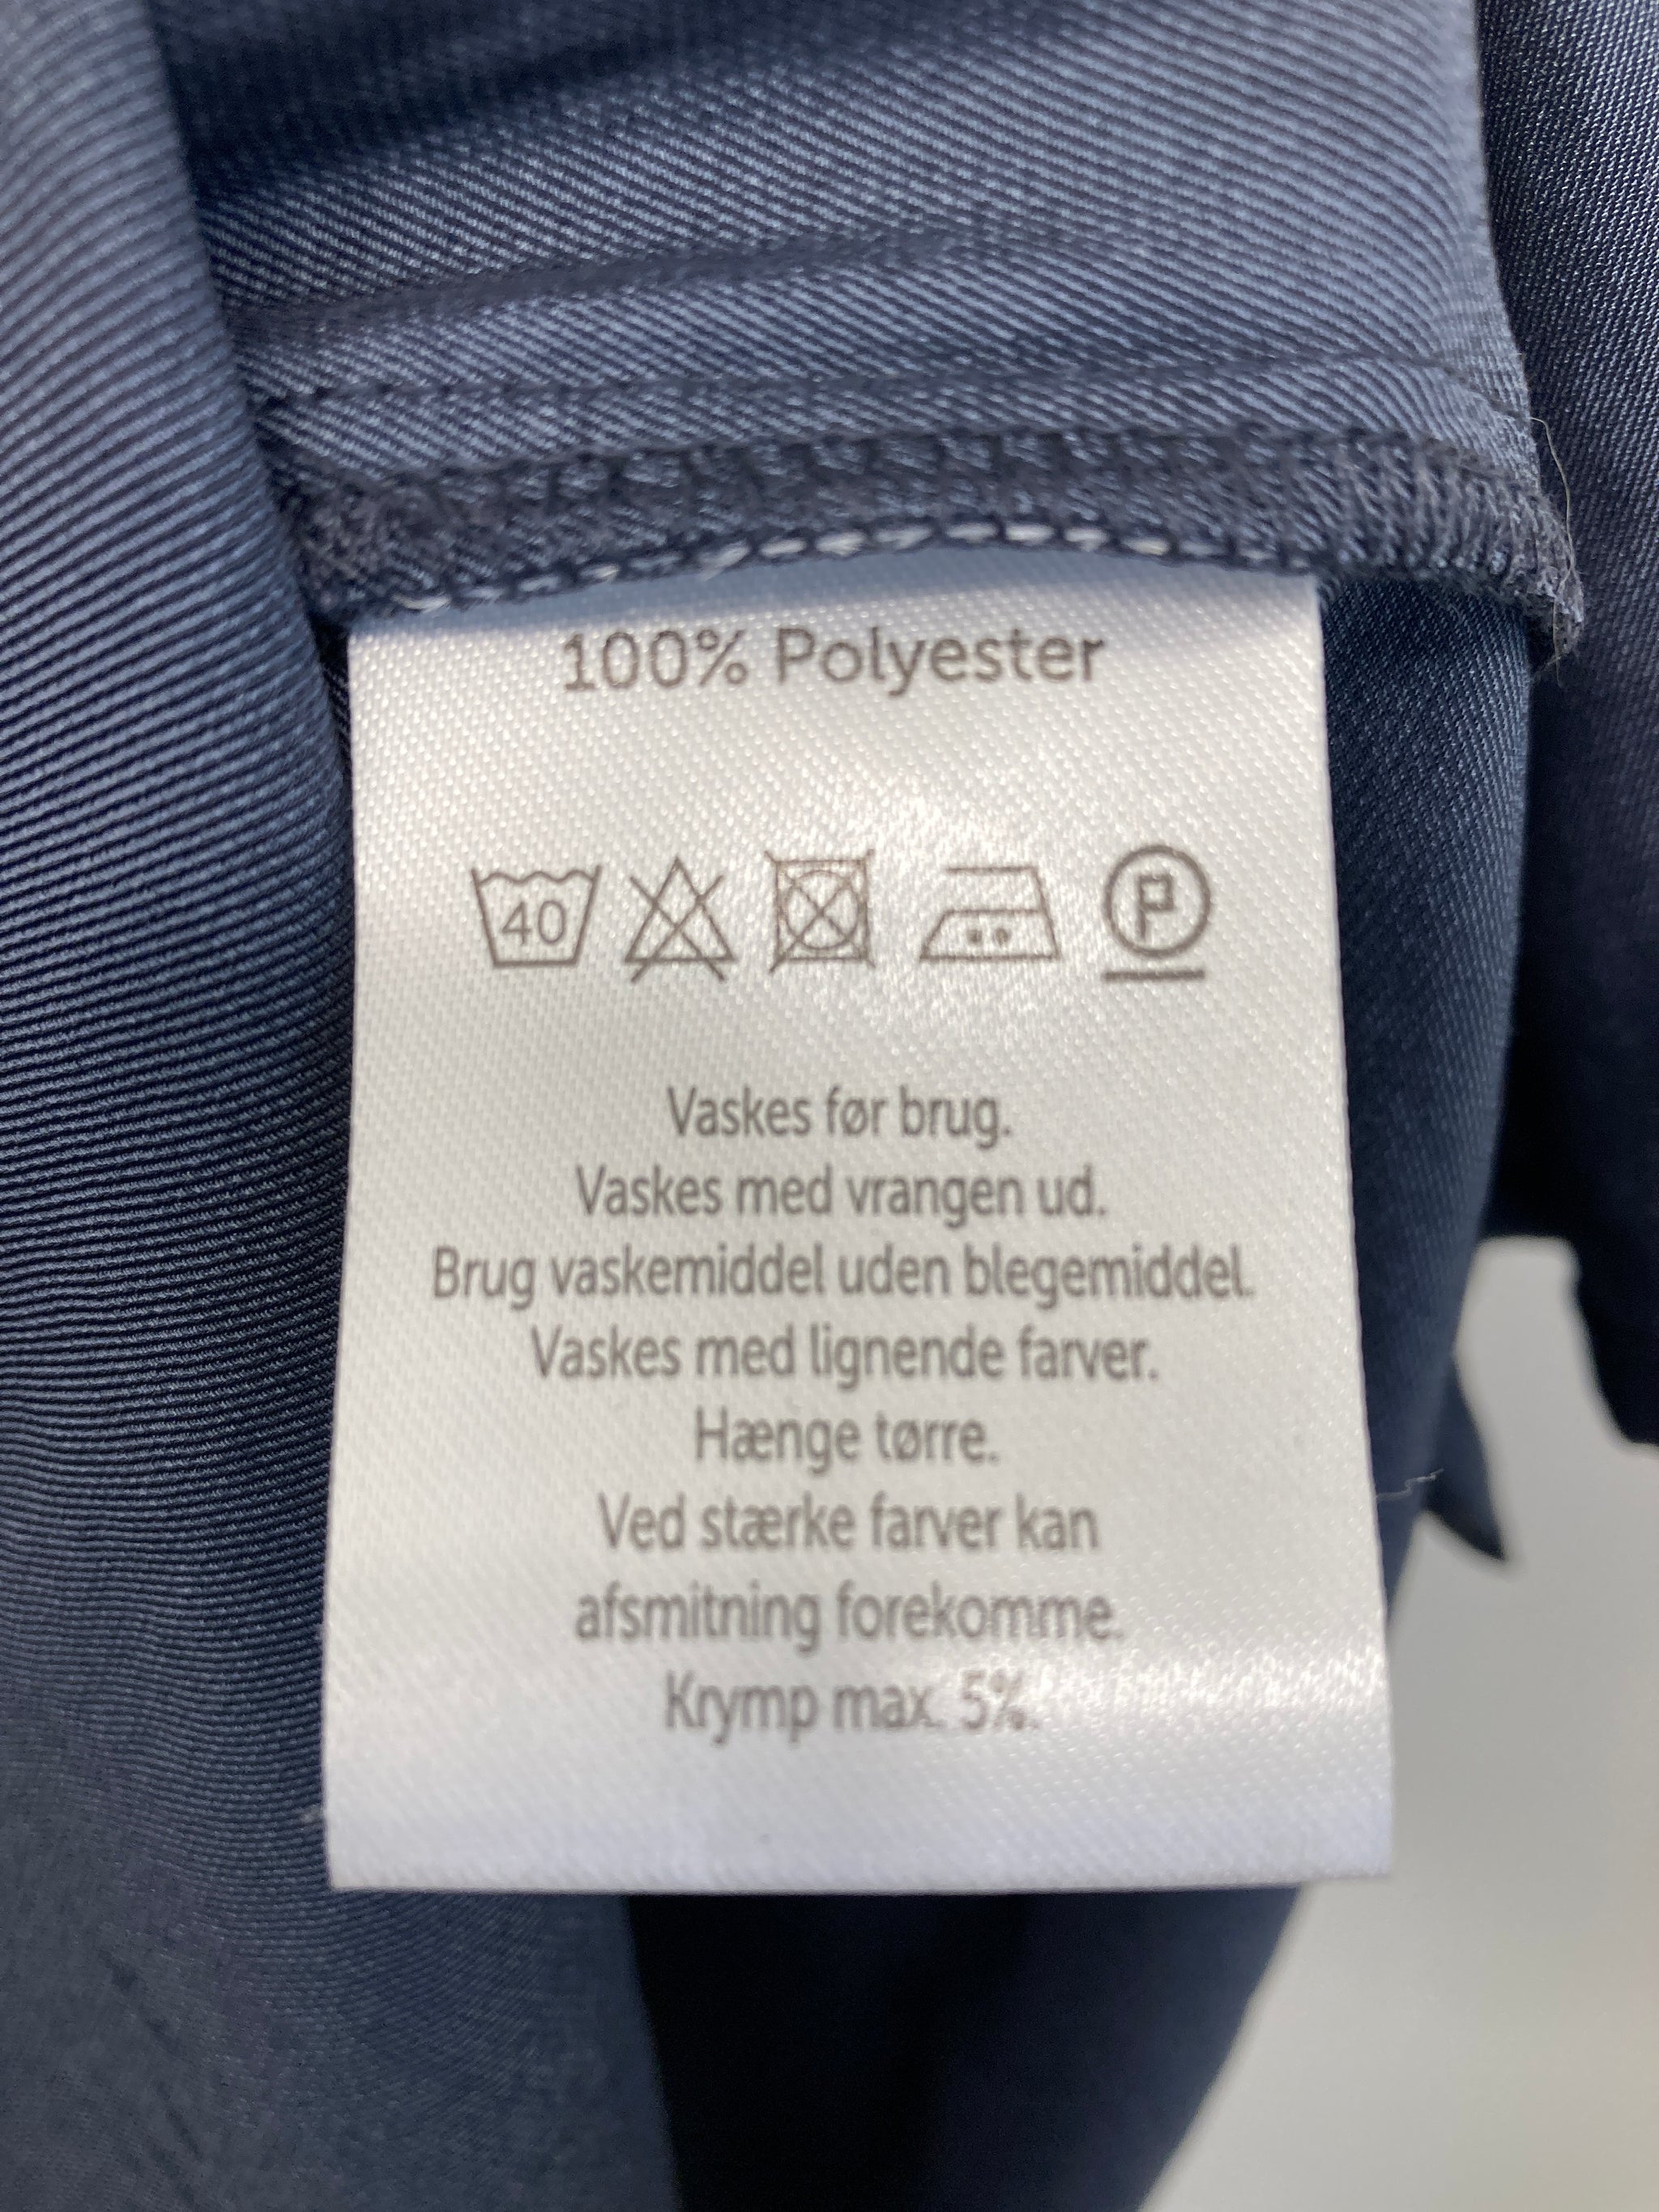 100% Polyester
40 P
Vaskes før brug.
Vaskes med vrangen ud.
Brug vaskemiddel uden blegemiddel.
Vaskes med lignende farver.
Hænge tørre.
Ved stærke farver kan
afsmitning forekomme.
Krymp max. 5%.